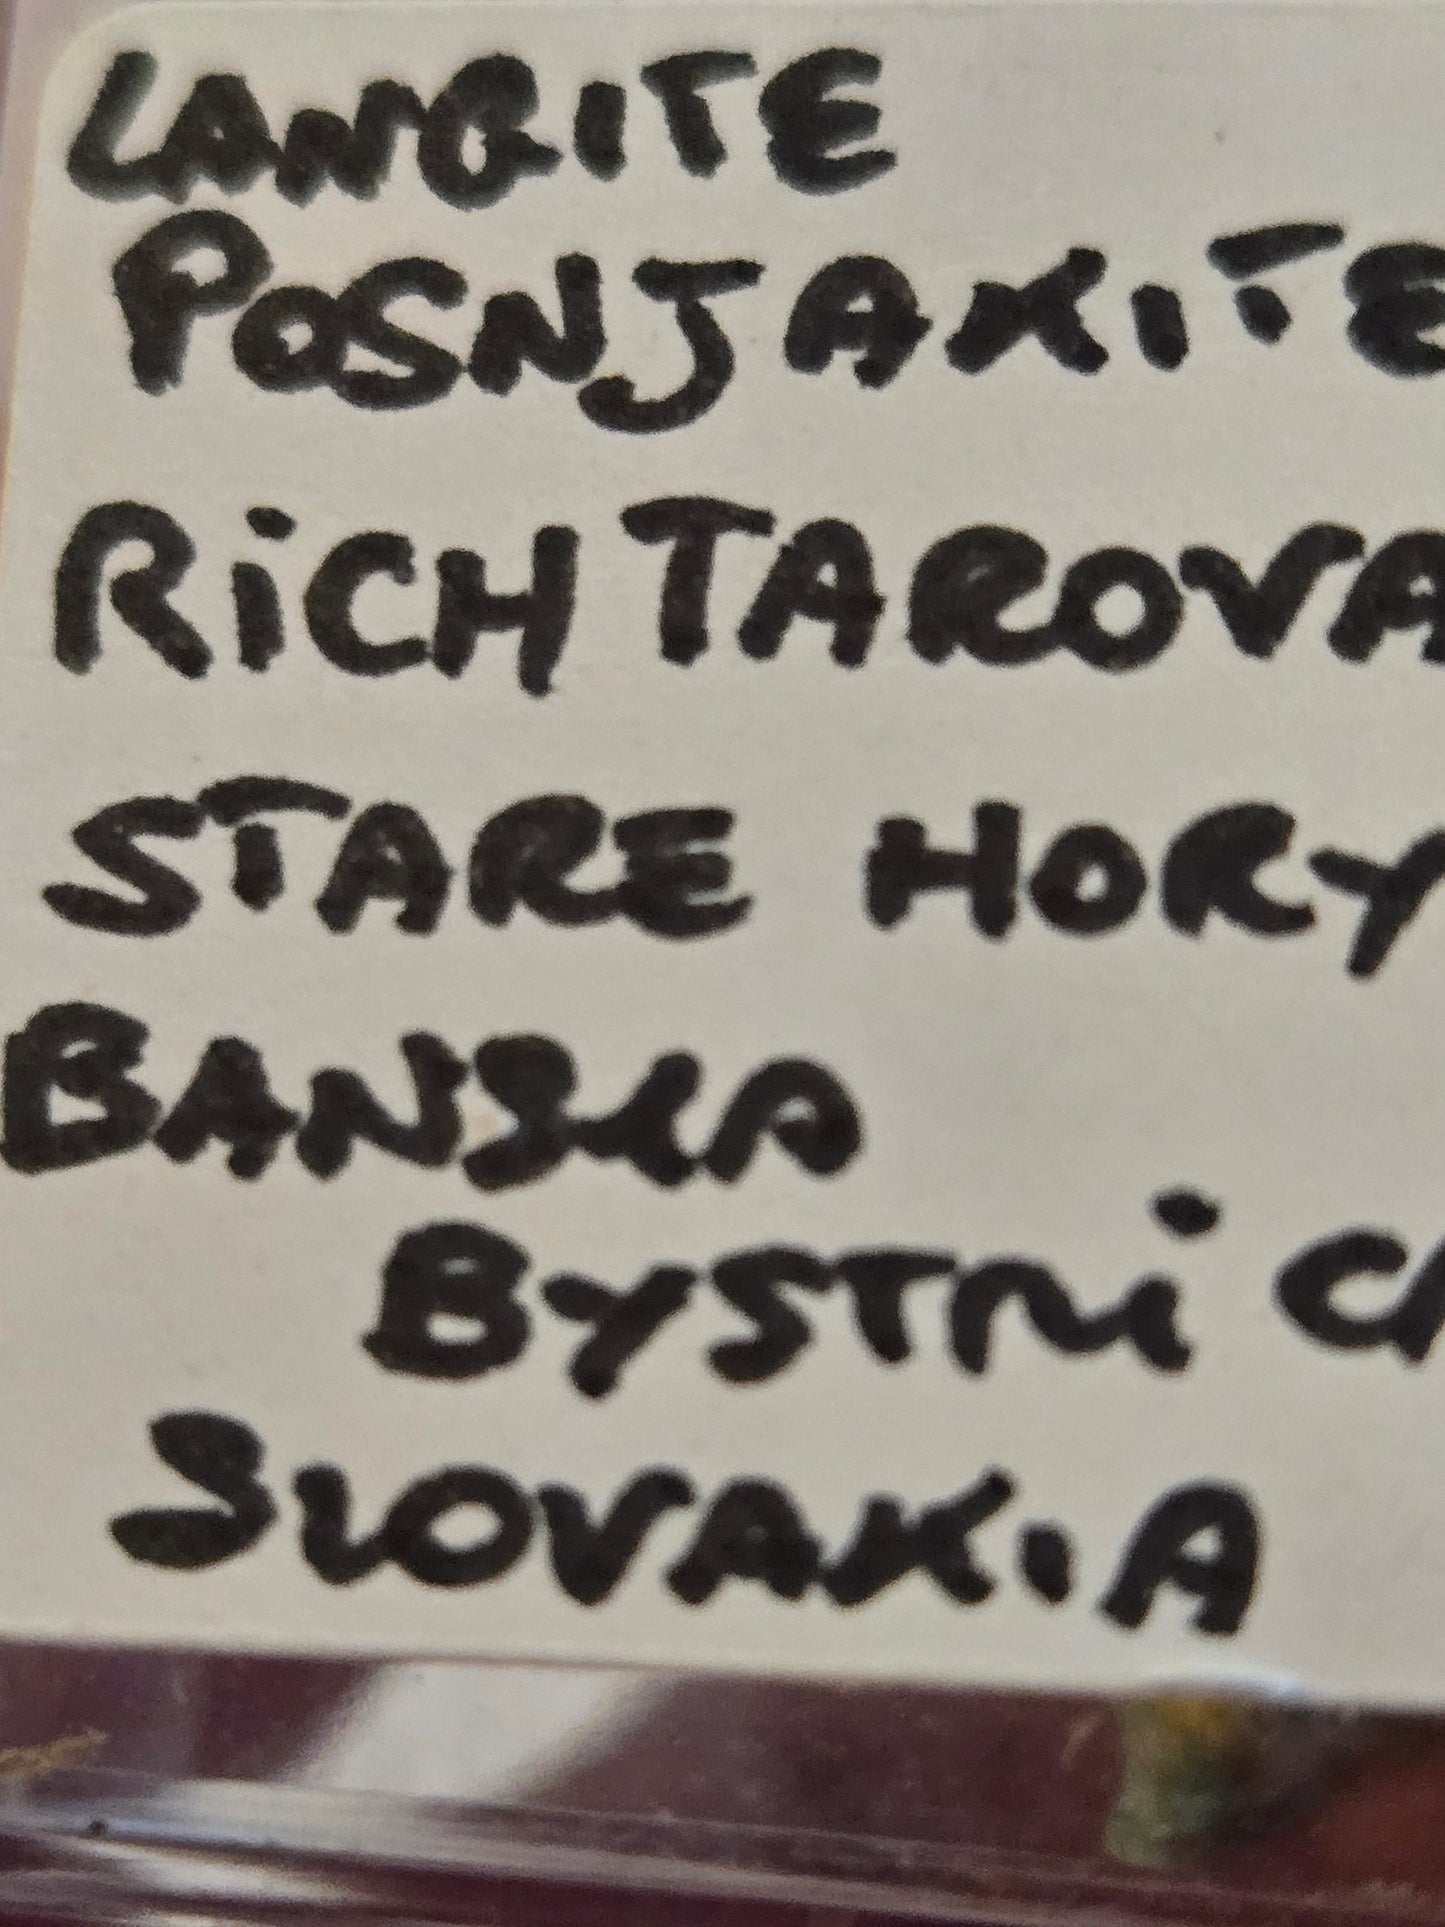 LANGITE
POSNJAKITE
RiCHTAROVA
STARE HORY
BANSKA
BYSTRiCA
SLOVAKIA